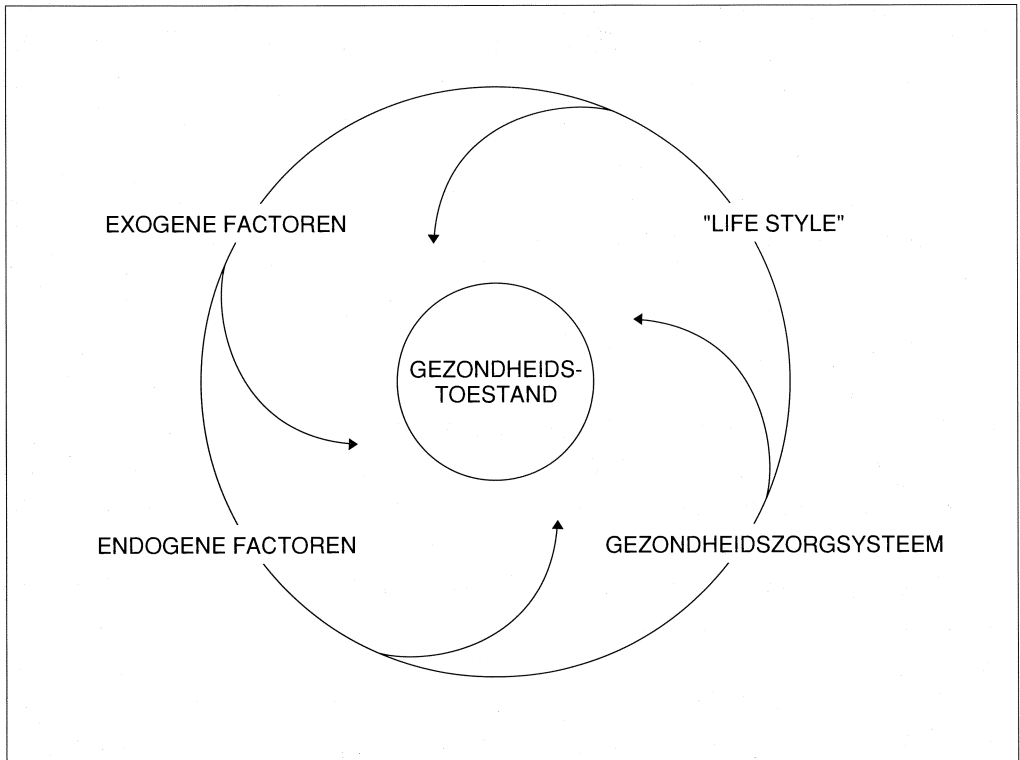 EXOGENE FACTOREN
"LIFE STYLE"
GEZONDHEIDS-
TOESTAND
ENDOGENE FACTOREN
GEZONDHEIDSZORGSYSTEEM